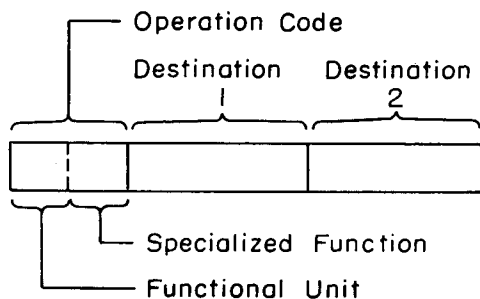 Operation Code
Destination Destination
1 2
Specialized Function
Functional Unit